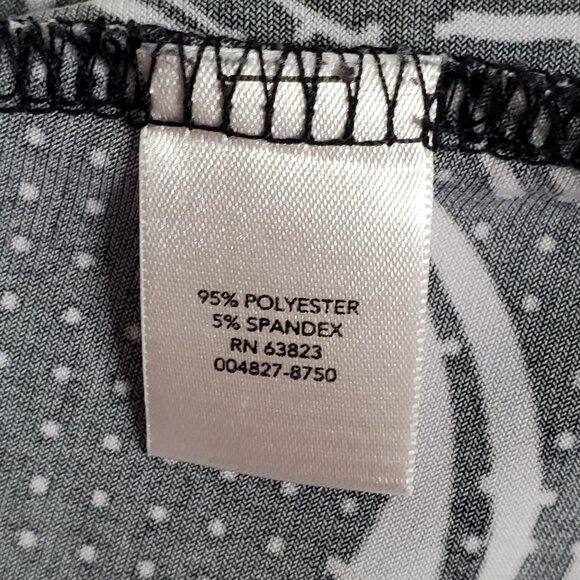 95% POLYESTER
5% SPANDEX
RN 63823
004827-8750